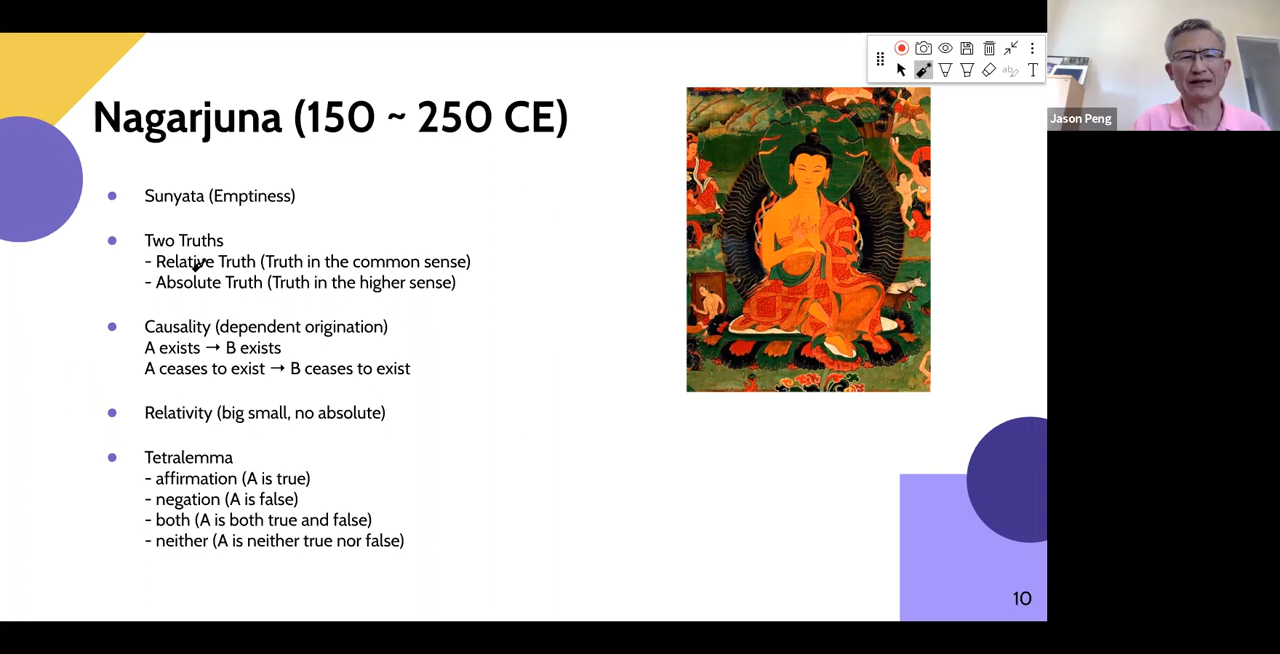 Nagarjuna (150 ~ 250 CE)
Sunyata (Emptiness)
Two Truths
- Relative Truth (Truth in the common sense)
- Absolute Truth (Truth in the higher sense)
Causality (dependent origination)
A exists → B exists
A ceases to exist → B ceases to exist
Relativity (big small, no absolute)
Tetralemma
- affirmation (A is true)
- negation (A is false)
- both (A is both true and false)
- neither (A is neither true nor false)
10
ab
T
Jason Peng